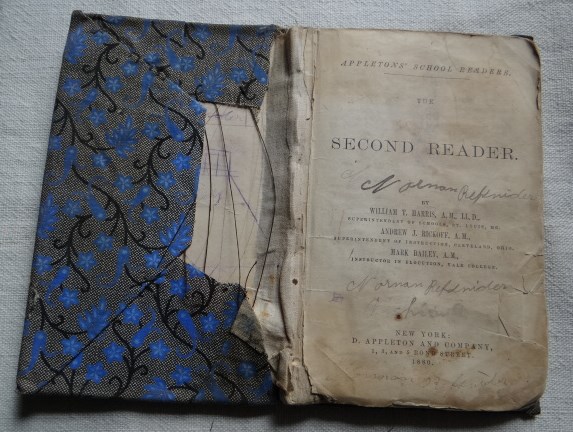 APPLETONS' SCHOOL READERS.
THE
SECOND READER.
Norman
BY
WILLIAM T. HARRIS, A.M., LL.D.,
SUPERINTENDENT OF SCHOOLS, ST. LOUIS, MO.
ANDREW J. RICKOFF, A.M.,
SUPERINTENDENT OF INSTRUCTION, CLEVELAND, OHIO.
MARK BAILEY, A.M.,
INSTRUCTOR IN ELOCUTION, YALE COLLEGE.
Norman
NEW YORK:
D. APPLETON AND COMPANY,
1, 3, AND 5 BOND STREET.